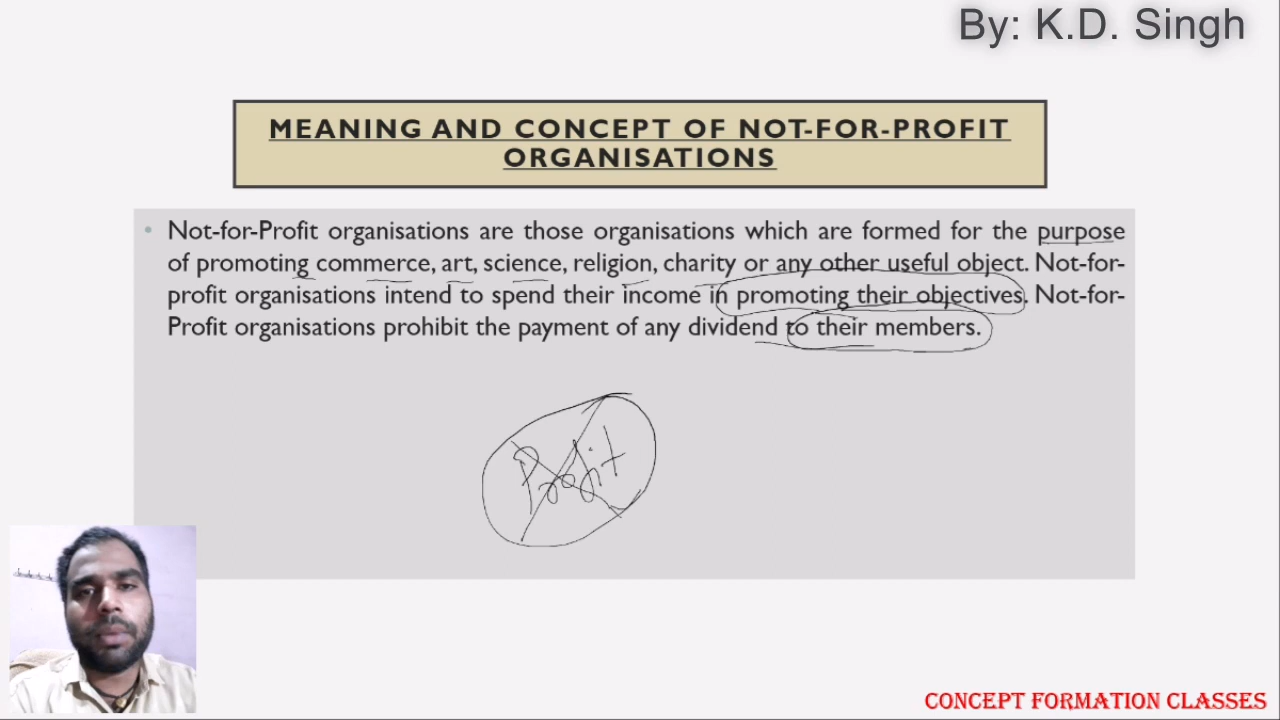 By: K.D. Singh
MEANING AND CONCEPT OF NOT-FOR-PROFIT
ORGANISATIONS
• Not-for-Profit organisations are those organisations which are formed for the purpose
of promoting commerce, art, science, religion, charity or any other useful object. Not-for-
profit organisations intend to spend their income in promoting their objectives. Not-for-
Profit organisations prohibit the payment of any dividend to their members.
Profit
CONCEPT FORMATION CLASSES